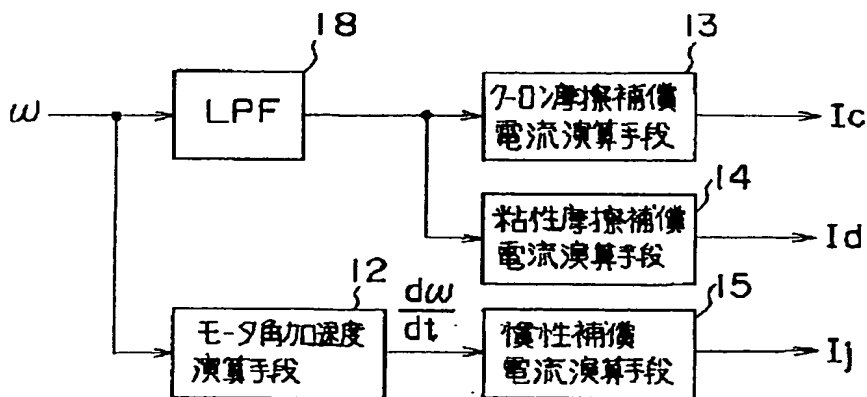 18
13
ω
LPF
クーロン摩擦補償
電流演算手段
Ic
14
粘性摩擦補償
電流演算手段
Id
12
dω
dt
15
モータ角加速度
演算手段
慣性補償
電流演算手段
Ij